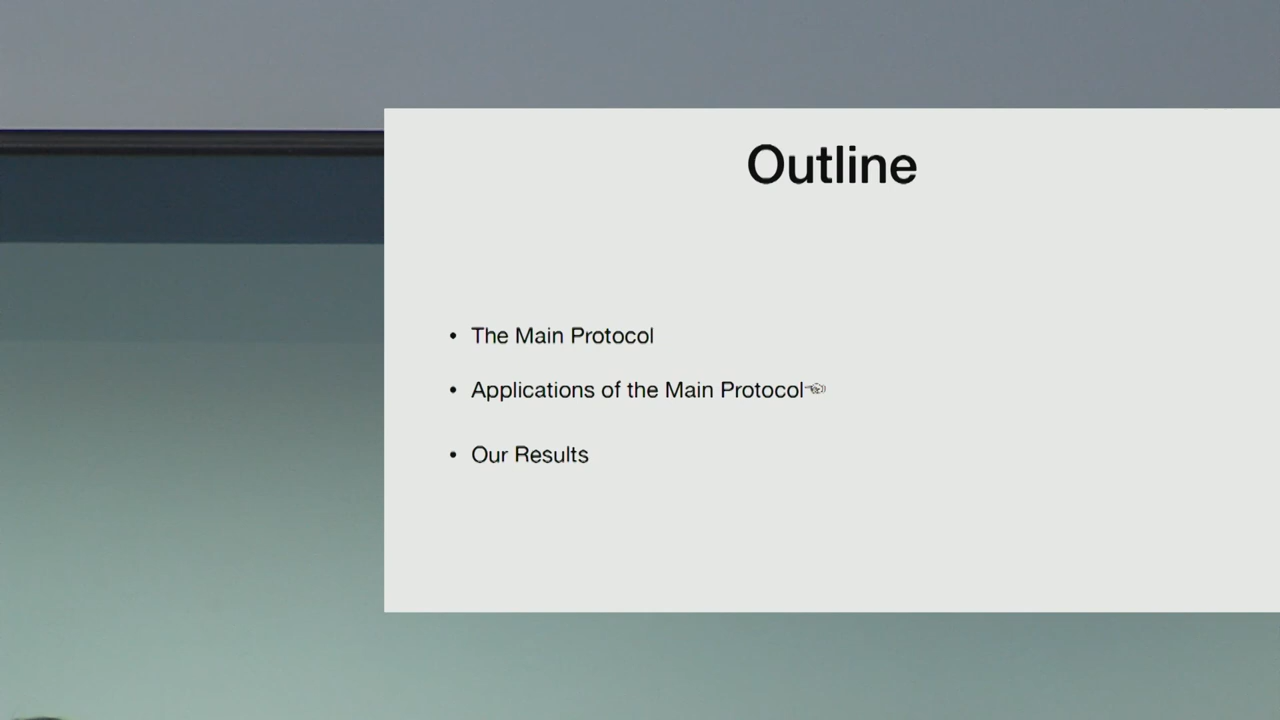 Outline
• The Main Protocol
• Applications of the Main Protocol☜
• Our Results